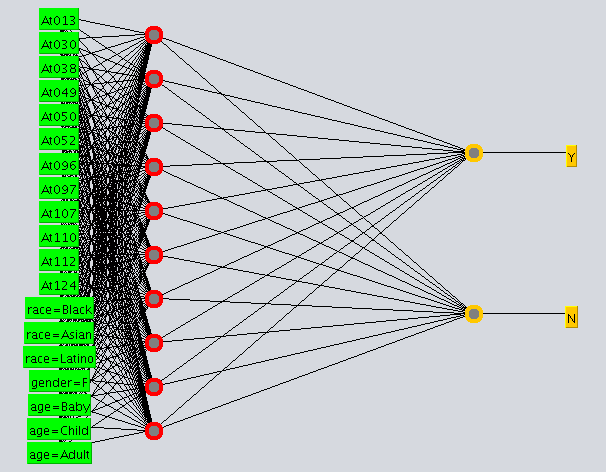 At013
At030
At038
At049
At050
At052
At096
At097
At107
At110
At112
At124
race=Black
race=Asian
race=Latino
gender=F
age=Baby
age=Child
age=Adult
Y
N